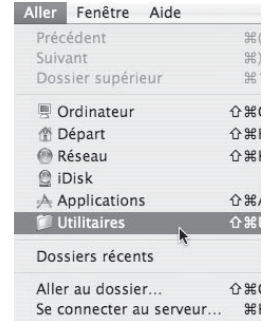 Aller Fenêtre Aide
Précédent ⌘
Suivant ⌘
Dossier supérieur ⌘
Ordinateur ⇧⌘
Départ ⇧⌘
Réseau ⇧⌘
iDisk
Applications ⇧⌘
Utilitaires ⇧⌘
Dossiers récents
Aller au dossier... ⇧⌘
Se connecter au serveur... ⌘